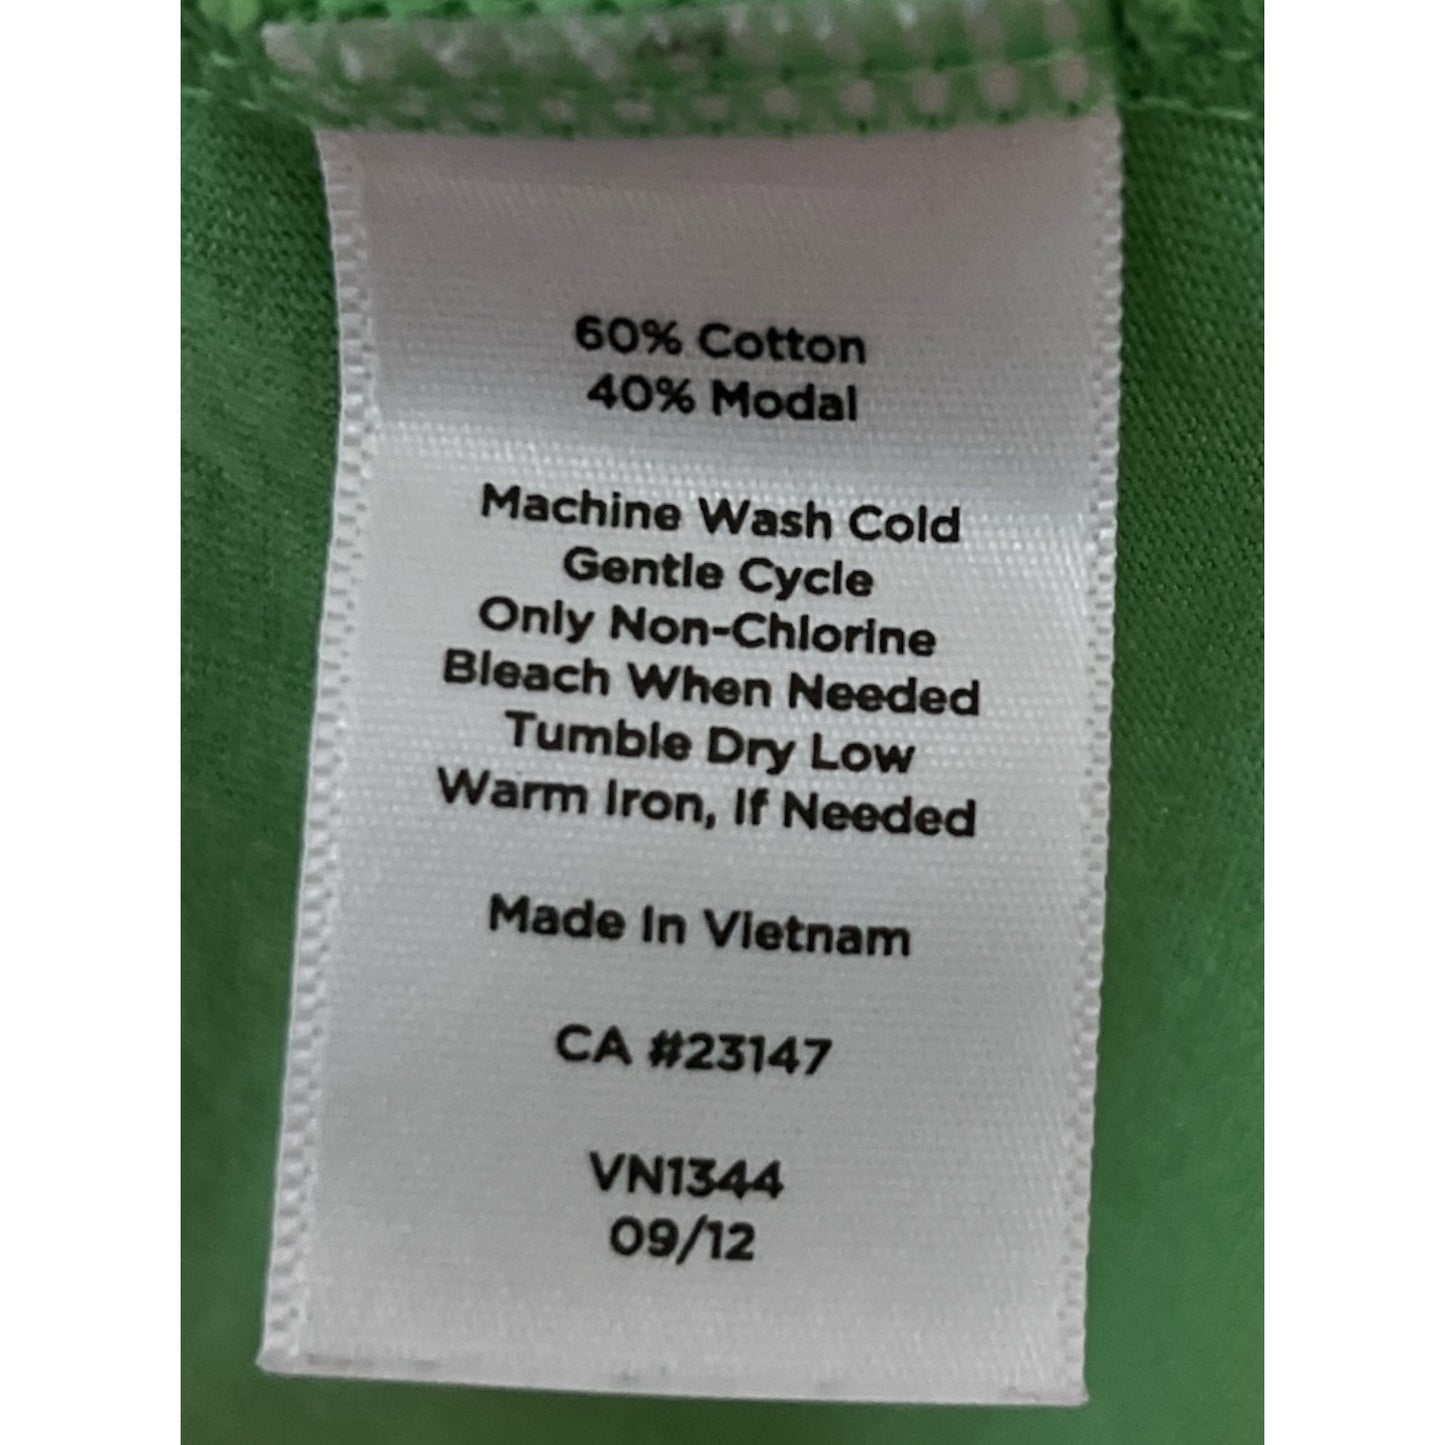 60% Cotton
40% Modal
Machine Wash Cold
Gentle Cycle
Only Non-Chlorine
Bleach When Needed
Tumble Dry Low
Warm Iron, If Needed
Made In Vietnam
CA #23147
VN1344
09/12